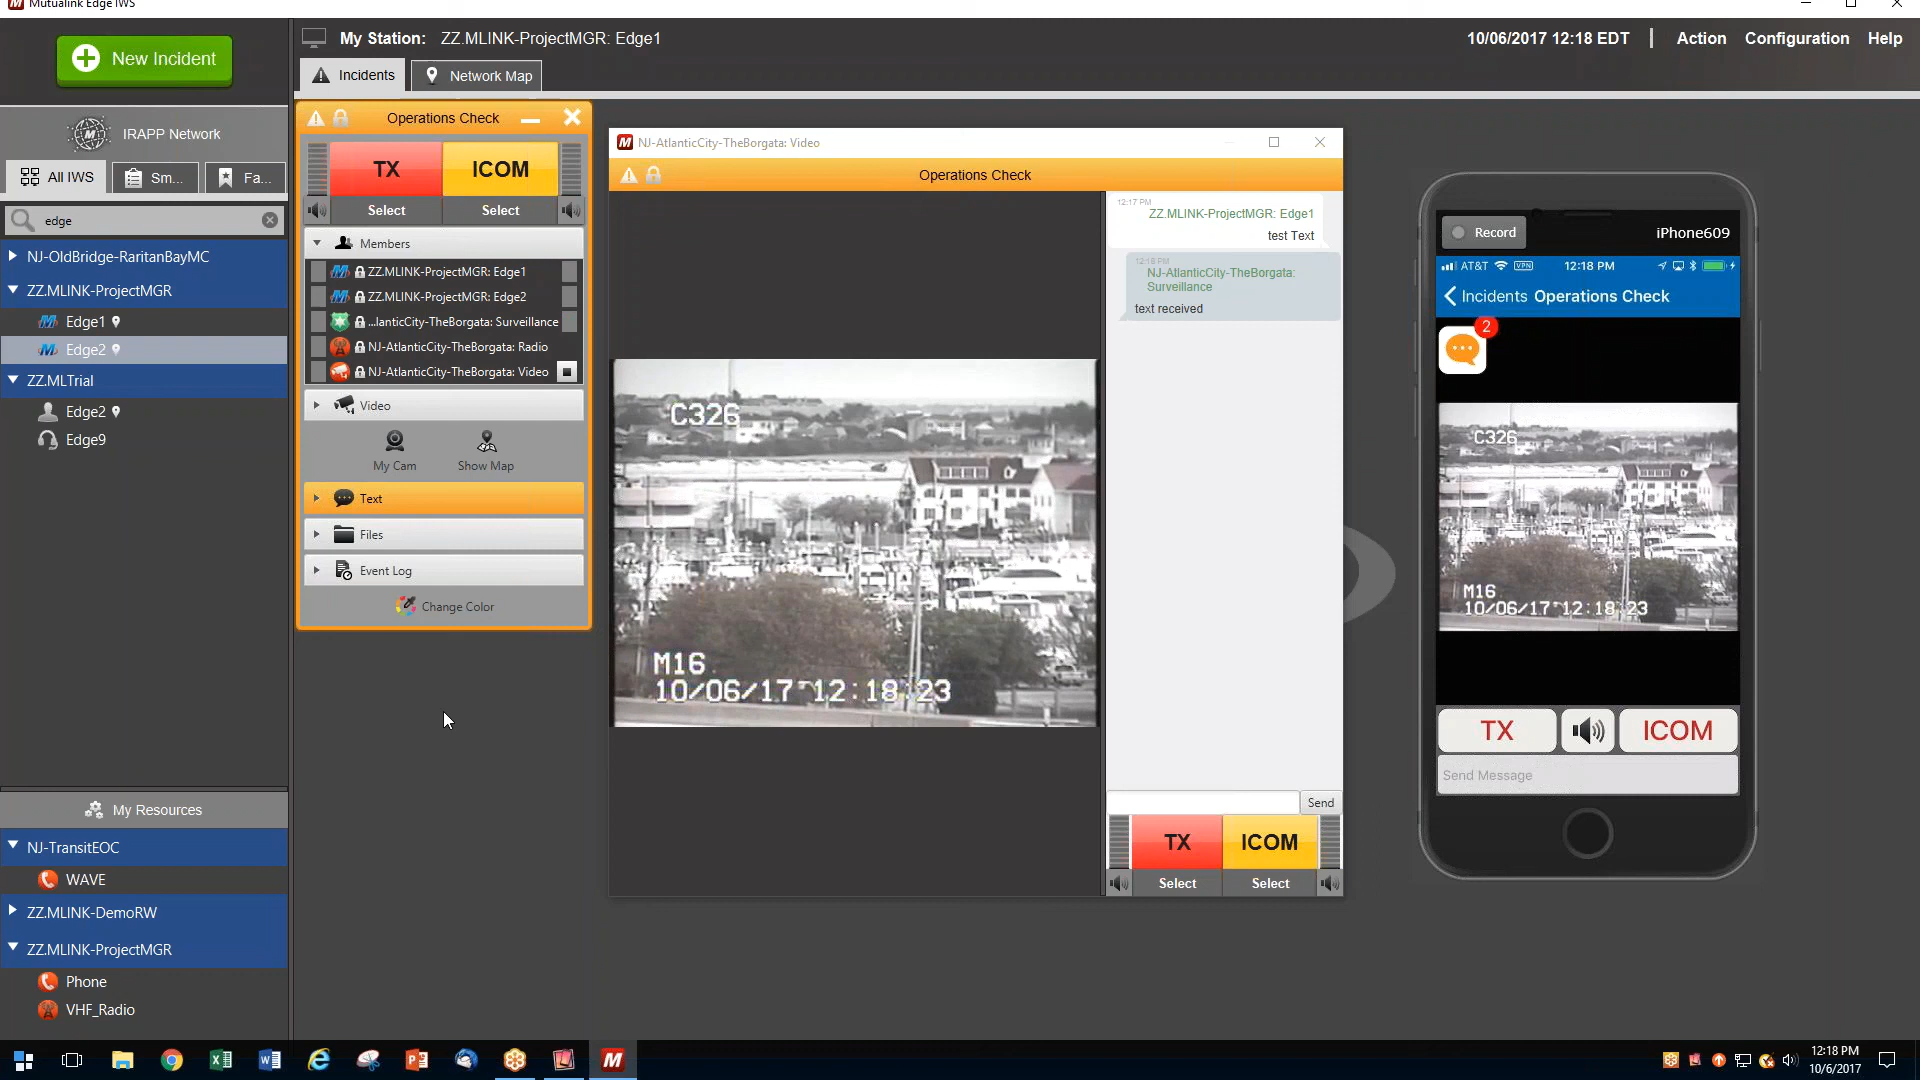 Mutualink Edge IWS
New Incident
My Station: ZZ.MLINK-ProjectMGR: Edge1
10/06/2017 12:18 EDT | Action Configuration Help
Incidents
Network Map
IRAPP Network
All IWS
Sm...
Fa...
edge
NJ-OldBridge-RaritanBayMC
ZZ.MLINK-ProjectMGR
Edge1
Edge2
ZZ.MLTrial
Edge2
Edge9
My Resources
NJ-TransitEOC
WAVE
ZZ.MLINK-DemoRW
ZZ.MLINK-ProjectMGR
Phone
VHF_Radio
Operations Check
TX ICOM
Select Select
Members
ZZ.MLINK-ProjectMGR: Edge1
ZZ.MLINK-ProjectMGR: Edge2
...lanticCity-TheBorgata: Surveillance
NJ-AtlanticCity-TheBorgata: Radio
NJ-AtlanticCity-TheBorgata: Video
Video
My Cam Show Map
Text
Files
Event Log
Change Color
NJ-AtlanticCity-TheBorgata: Video
Operations Check
C326
M16
10/06/17 12:18:23
12:17 PM
ZZ.MLINK-ProjectMGR: Edge1
test Text
12:18 PM
NJ-AtlanticCity-TheBorgata:
Surveillance
text received
Send
TX ICOM
Select Select
Record iPhone609
AT&T VPN 12:18 PM
Incidents Operations Check
2
C326
M16
10/06/17 12:18:23
TX ICOM
Send Message
12:18 PM
10/6/2017